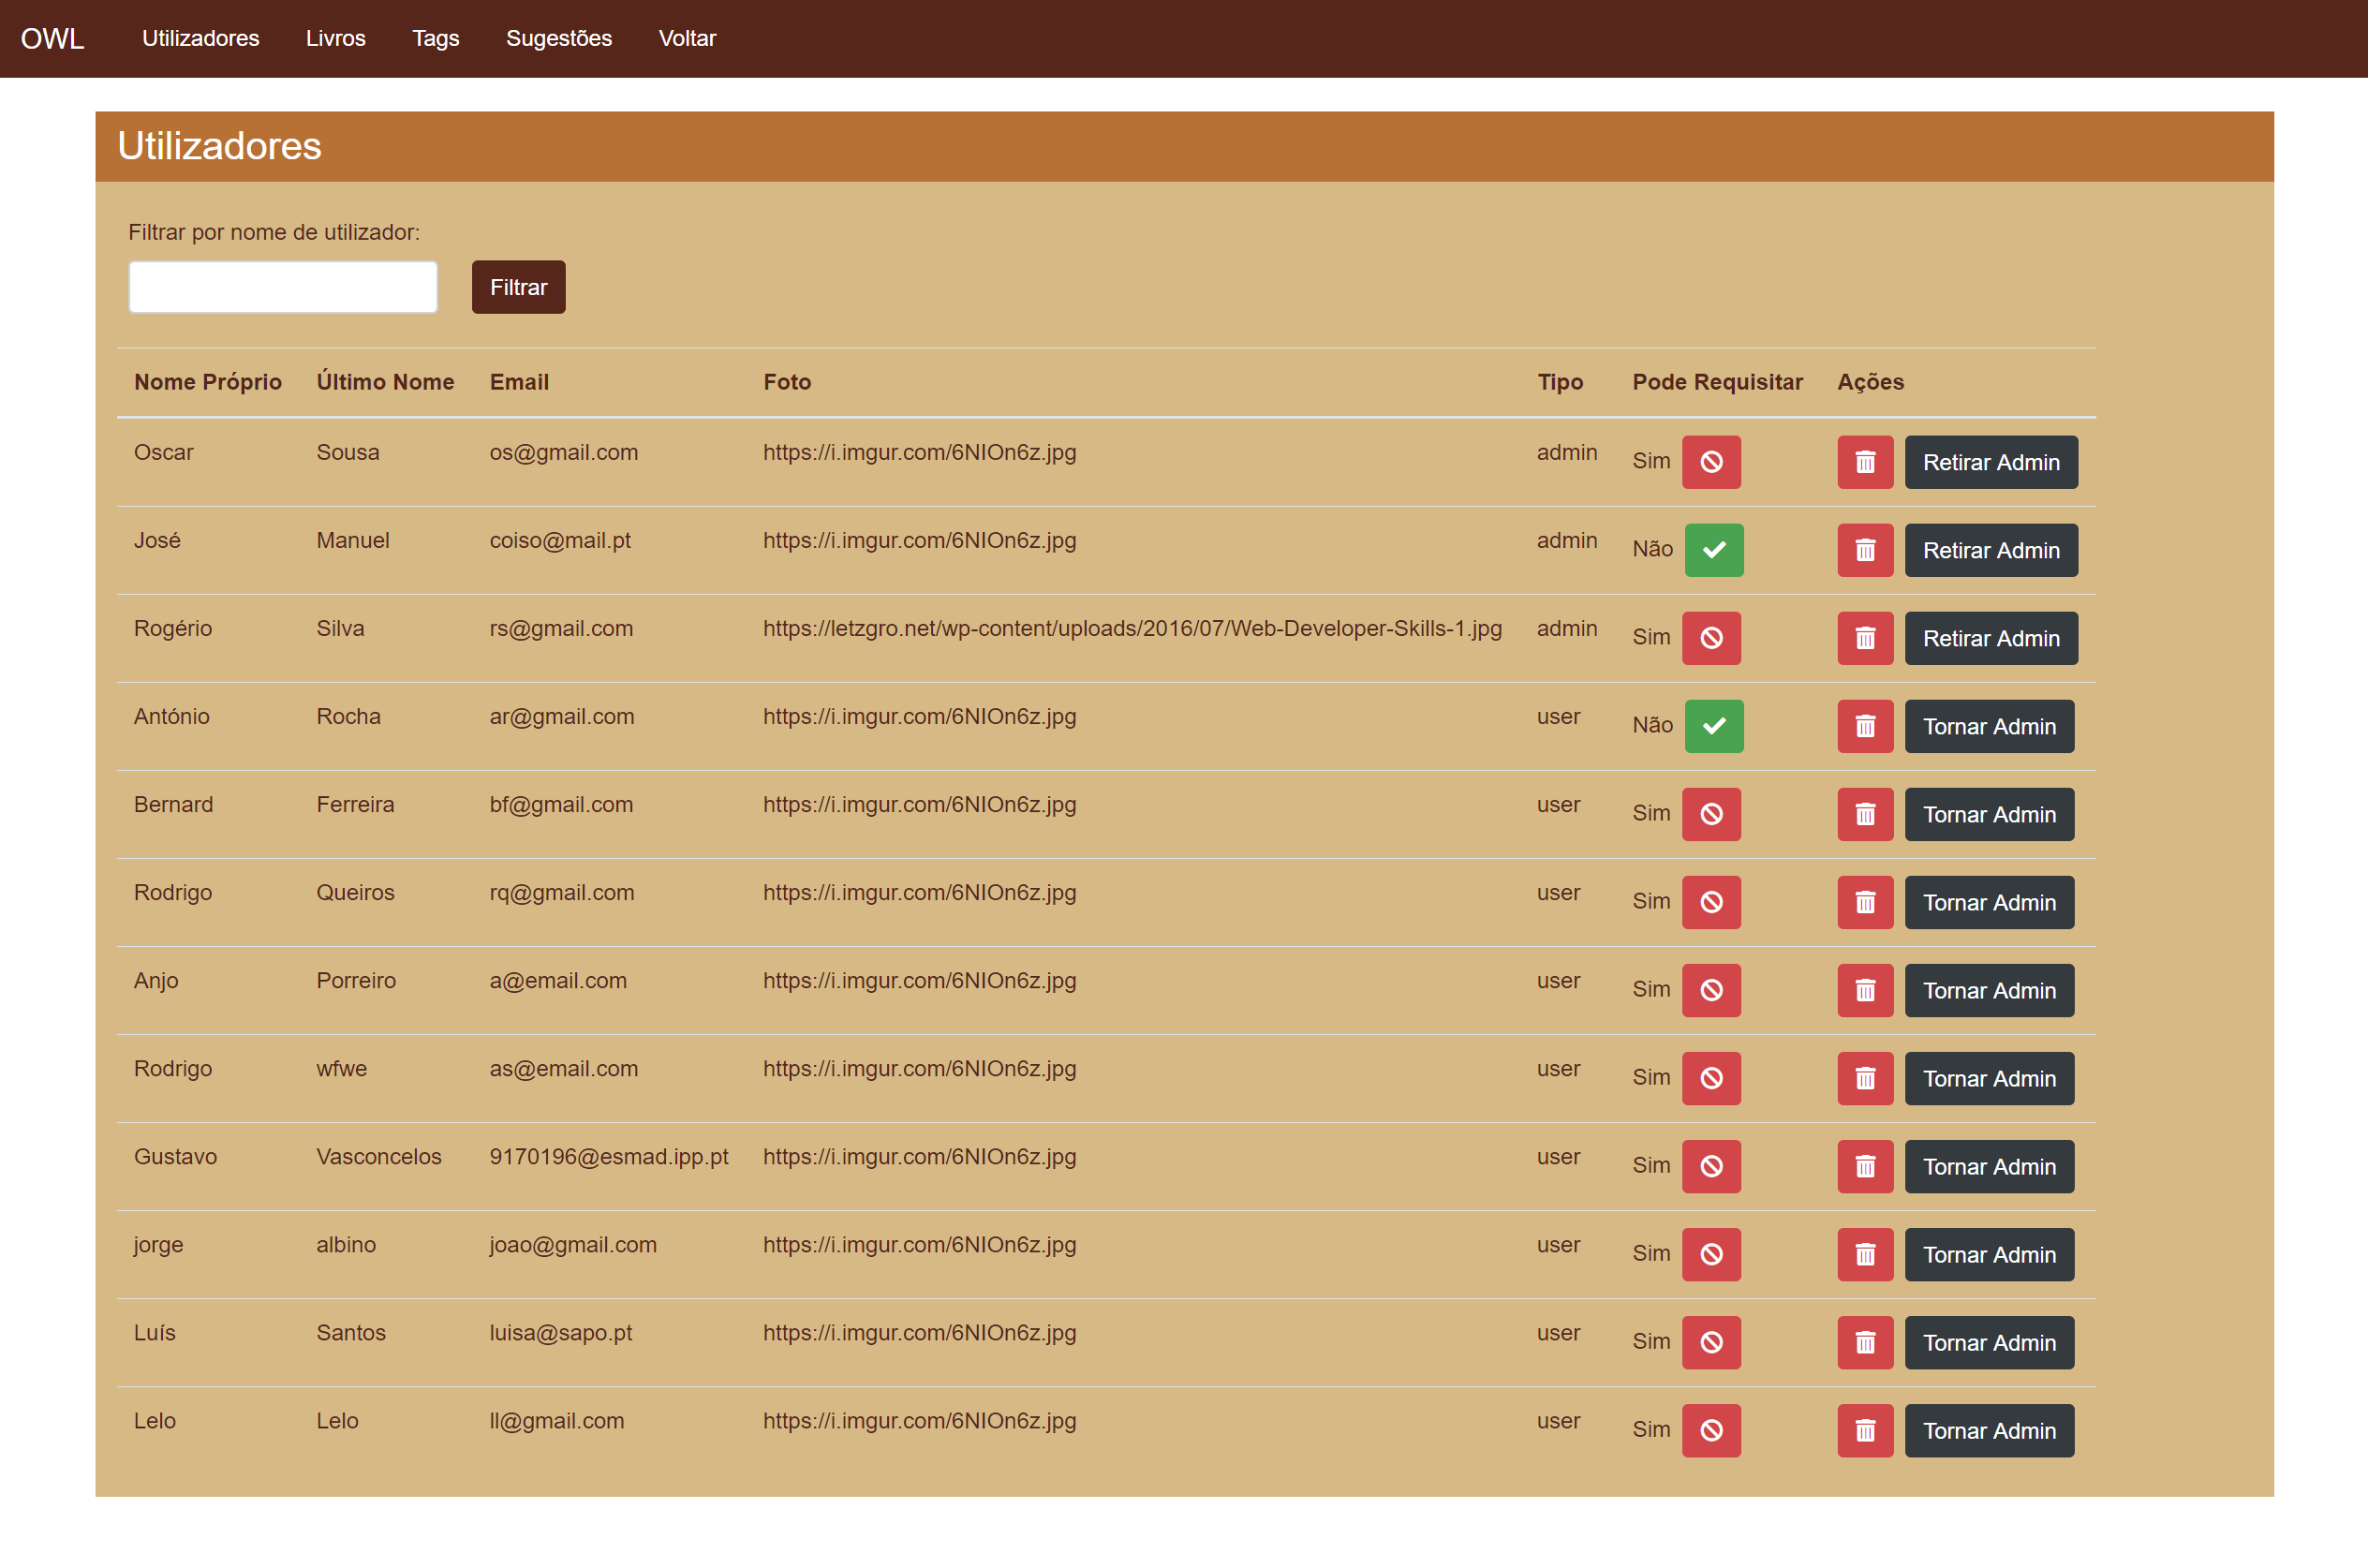 OWL Utilizadores Livros Tags Sugestões Voltar
Utilizadores
Filtrar por nome de utilizador:
Filtrar
Nome Próprio Último Nome Email Foto Tipo Pode Requisitar Ações
Oscar Sousa os@gmail.com https://i.imgur.com/6NIOn6z.jpg admin Sim Retirar Admin
José Manuel coiso@mail.pt https://i.imgur.com/6NIOn6z.jpg admin Não Retirar Admin
Rogério Silva rs@gmail.com https://letzgro.net/wp-content/uploads/2016/07/Web-Developer-Skills-1.jpg admin Sim Retirar Admin
António Rocha ar@gmail.com https://i.imgur.com/6NIOn6z.jpg user Não Tornar Admin
Bernard Ferreira bf@gmail.com https://i.imgur.com/6NIOn6z.jpg user Sim Tornar Admin
Rodrigo Queiros rq@gmail.com https://i.imgur.com/6NIOn6z.jpg user Sim Tornar Admin
Anjo Porreiro a@email.com https://i.imgur.com/6NIOn6z.jpg user Sim Tornar Admin
Rodrigo wfwe as@email.com https://i.imgur.com/6NIOn6z.jpg user Sim Tornar Admin
Gustavo Vasconcelos 9170196@esmad.ipp.pt https://i.imgur.com/6NIOn6z.jpg user Sim Tornar Admin
jorge albino joao@gmail.com https://i.imgur.com/6NIOn6z.jpg user Sim Tornar Admin
Luís Santos luisa@sapo.pt https://i.imgur.com/6NIOn6z.jpg user Sim Tornar Admin
Lelo Lelo ll@gmail.com https://i.imgur.com/6NIOn6z.jpg user Sim Tornar Admin